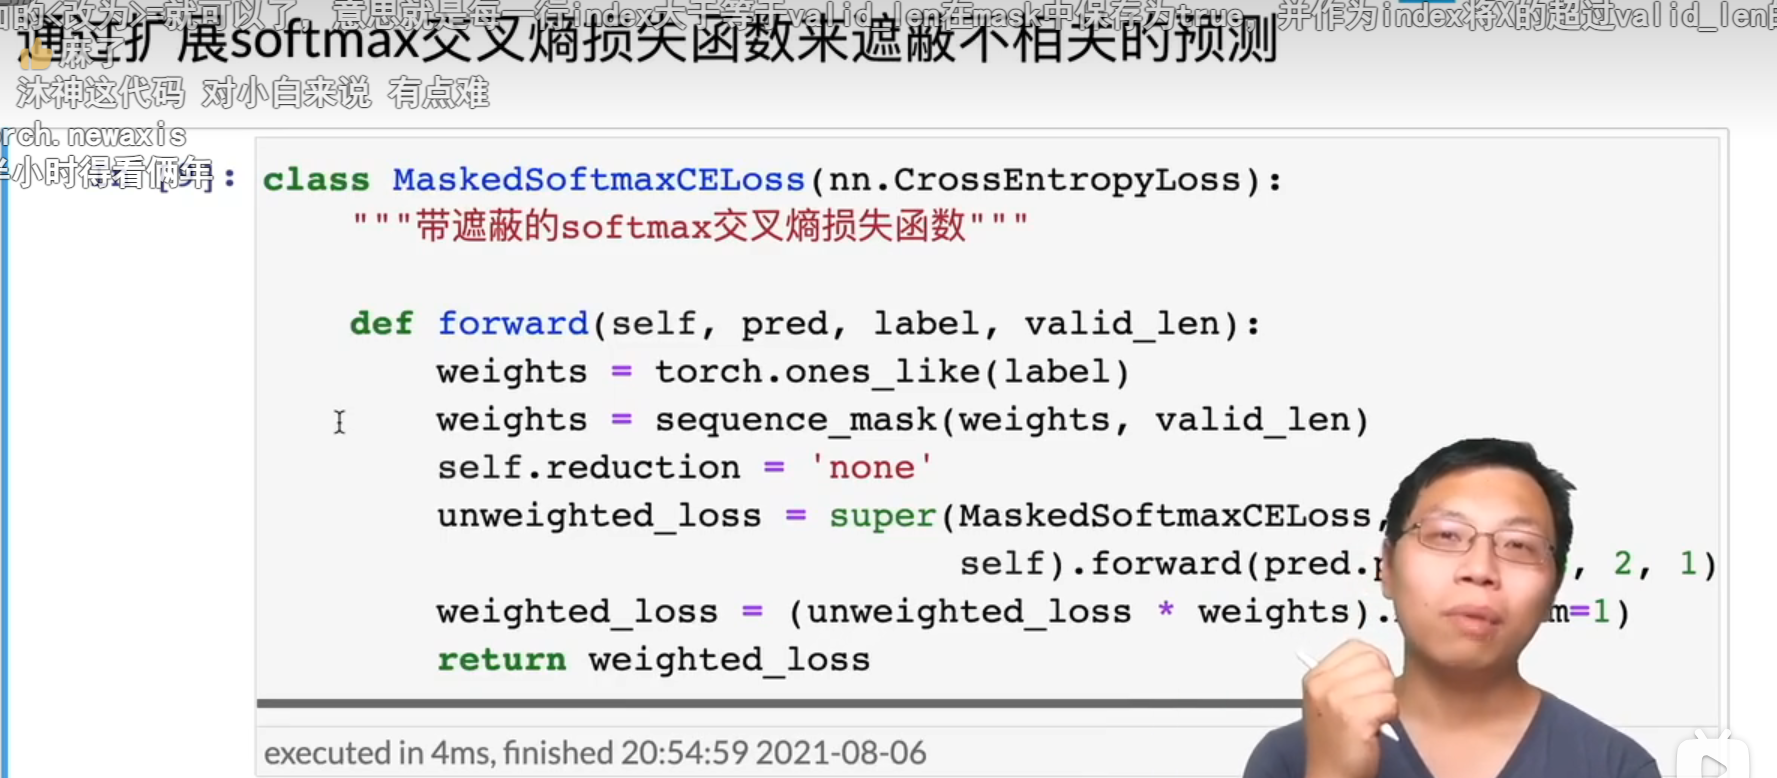 的<改为>=就可以了，意思就是每一行index大于等于valid_len在mask中保存为true，并作为index将X的超过valid_len
通过扩展softmax交叉熵损失函数来遮蔽不相关的预测
👍麻了
沐神这代码 对小白来说 有点难
rch.newaxis
半小时得看俩年
[9]:
class MaskedSoftmaxCELoss(nn.CrossEntropyLoss):
"""带遮蔽的softmax交叉熵损失函数"""
def forward(self, pred, label, valid_len):
weights = torch.ones_like(label)
weights = sequence_mask(weights, valid_len)
self.reduction = 'none'
unweighted_loss = super(MaskedSoftmaxCELoss,
self).forward(pred.p , 2, 1)
weighted_loss = (unweighted_loss * weights). m=1)
return weighted_loss
executed in 4ms, finished 20:54:59 2021-08-06